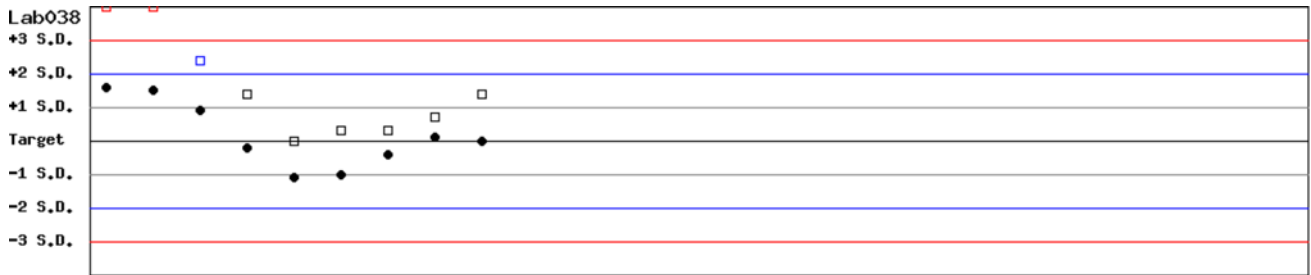 Lab038
+3 S.D.
+2 S.D.
+1 S.D.
Target
-1 S.D.
-2 S.D.
-3 S.D.